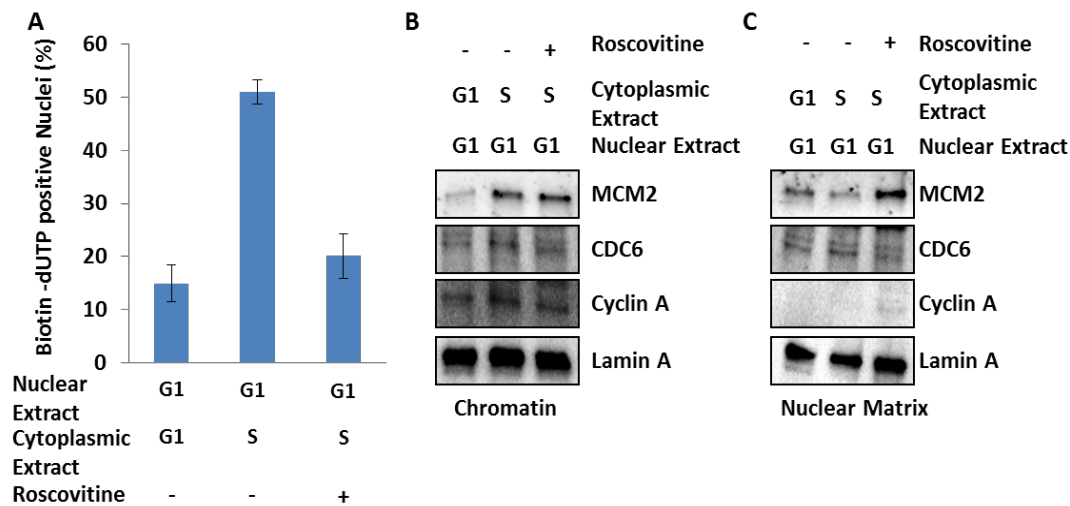 A
Biotin -dUTP positive Nuclei (%)
60
50
40
30
20
10
0
Nuclear
Extract
G1 G1 G1
Cytoplasmic
Extract
G1 S S
Roscovitine - - +
B
- - + Roscovitine
G1 S S Cytoplasmic
Extract
G1 G1 G1 Nuclear Extract
MCM2
CDC6
Cyclin A
Lamin A
Chromatin
C
- - + Roscovitine
G1 S S Cytoplasmic
Extract
G1 G1 G1 Nuclear Extract
MCM2
CDC6
Cyclin A
Lamin A
Nuclear Matrix